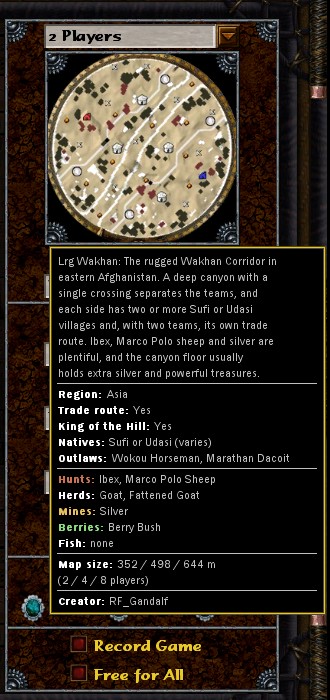 2 Players
Lrg Wakhan: The rugged Wakhan Corridor in
eastern Afghanistan. A deep canyon with a
single crossing separates the teams, and
each side has two or more Sufi or Udasi
villages and, with two teams, its own trade
route. Ibex, Marco Polo sheep and silver are
plentiful, and the canyon floor usually
holds extra silver and powerful treasures.
Region: Asia
Trade route: Yes
King of the Hill: Yes
Natives: Sufi or Udasi (varies)
Outlaws: Wokou Horseman, Marathan Dacoit
Hunts: Ibex, Marco Polo Sheep
Herds: Goat, Fattened Goat
Mines: Silver
Berries: Berry Bush
Fish: none
Map size: 352 / 498 / 644 m
(2 / 4 / 8 players)
Creator: RF_Gandalf
Record Game
Free for All